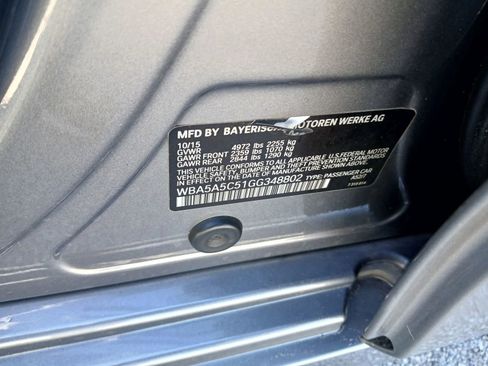 MFD BY BAYERISCHE MOTOREN WERKE AG
10/15
GVWR 4972 lbs 2255 kg
GAWR FRONT 2359 lbs 1070 kg
GAWR REAR 2844 lbs 1290 kg
THIS VEHICLE CONFORMS TO ALL APPLICABLE U.S.FEDERAL MOTOR
VEHICLE SAFETY, BUMPER, AND THEFT PREVENTION STANDARDS
IN EFFECT ON THE DATE OF MANUFACTURE SHOWN ABOVE.
WBA5A5C51GG348802 TYPE: PASSENGER CAR